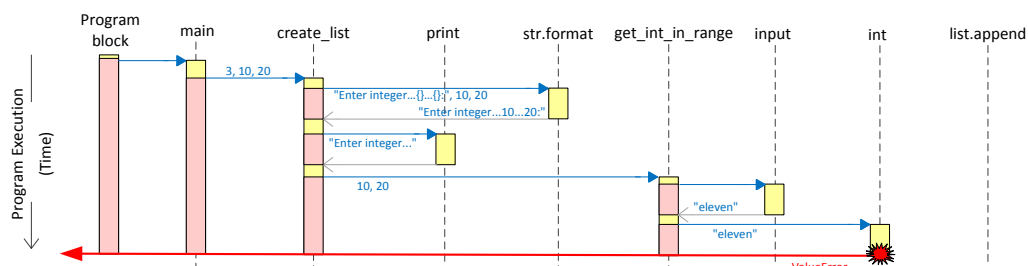 Program
block
main
create_list
print
str.format
get_int_in_range
input
int
list.append
3, 10, 20
"Enter integer...{}...{}:", 10, 20
"Enter integer...10...20:"
"Enter integer..."
10, 20
"eleven"
"eleven"
ValueError
Program Execution
(Time)